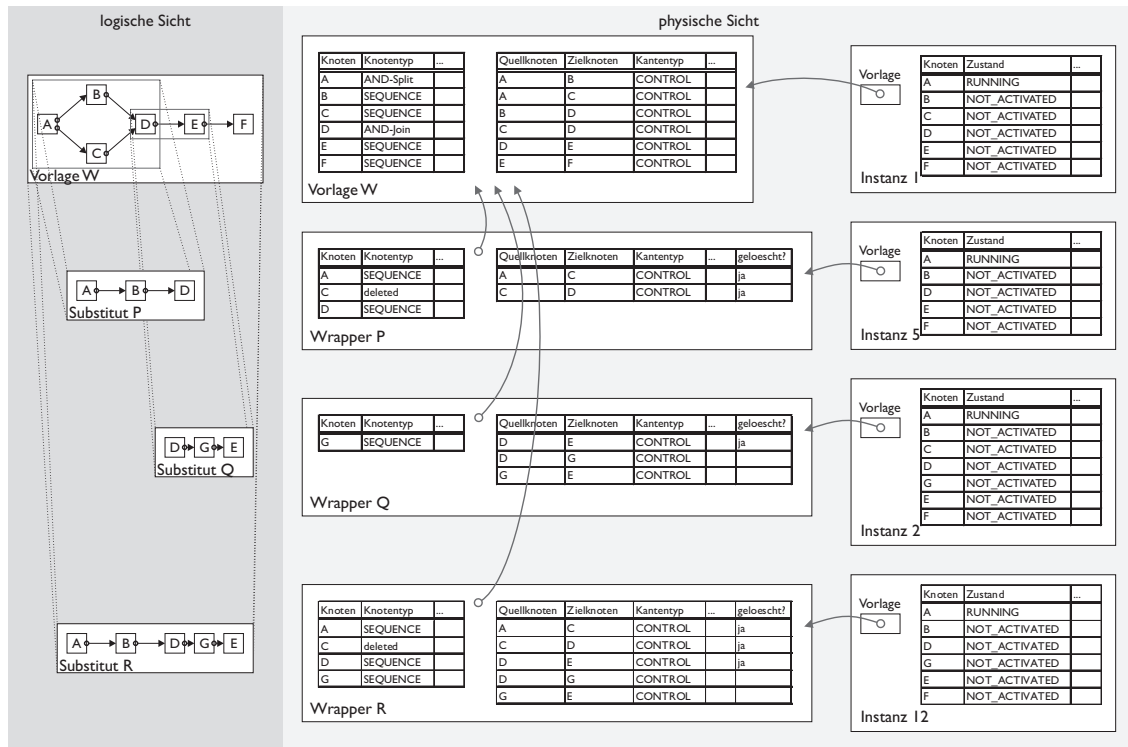 logische Sicht
physische Sicht
A B C D E F
Vorlage W
A B D
Substitut P
D G E
Substitut Q
A B D G E
Substitut R
Knoten Knotentyp ...
A AND-Split
B SEQUENCE
C SEQUENCE
D AND-Join
E SEQUENCE
F SEQUENCE
Quellknoten Zielknoten Kantentyp ...
A B CONTROL
A C CONTROL
B D CONTROL
C D CONTROL
D E CONTROL
E F CONTROL
Vorlage W
Vorlage
Knoten Zustand ...
A RUNNING
B NOT_ACTIVATED
C NOT_ACTIVATED
D NOT_ACTIVATED
E NOT_ACTIVATED
F NOT_ACTIVATED
Instanz 1
Knoten Knotentyp ...
A SEQUENCE
C deleted
D SEQUENCE
Quellknoten Zielknoten Kantentyp ... geloescht?
A C CONTROL ja
C D CONTROL ja
Wrapper P
Vorlage
Knoten Zustand ...
A RUNNING
B NOT_ACTIVATED
D NOT_ACTIVATED
E NOT_ACTIVATED
F NOT_ACTIVATED
Instanz 5
Knoten Knotentyp ...
G SEQUENCE
Quellknoten Zielknoten Kantentyp ... geloescht?
D E CONTROL ja
D G CONTROL
G E CONTROL
Wrapper Q
Vorlage
Knoten Zustand ...
A RUNNING
B NOT_ACTIVATED
C NOT_ACTIVATED
D NOT_ACTIVATED
G NOT_ACTIVATED
E NOT_ACTIVATED
F NOT_ACTIVATED
Instanz 2
Knoten Knotentyp ...
A SEQUENCE
C deleted
D SEQUENCE
G SEQUENCE
Quellknoten Zielknoten Kantentyp ... geloescht?
A C CONTROL ja
C D CONTROL ja
D E CONTROL ja
D G CONTROL
G E CONTROL
Wrapper R
Vorlage
Knoten Zustand ...
A RUNNING
B NOT_ACTIVATED
D NOT_ACTIVATED
G NOT_ACTIVATED
E NOT_ACTIVATED
F NOT_ACTIVATED
Instanz 12